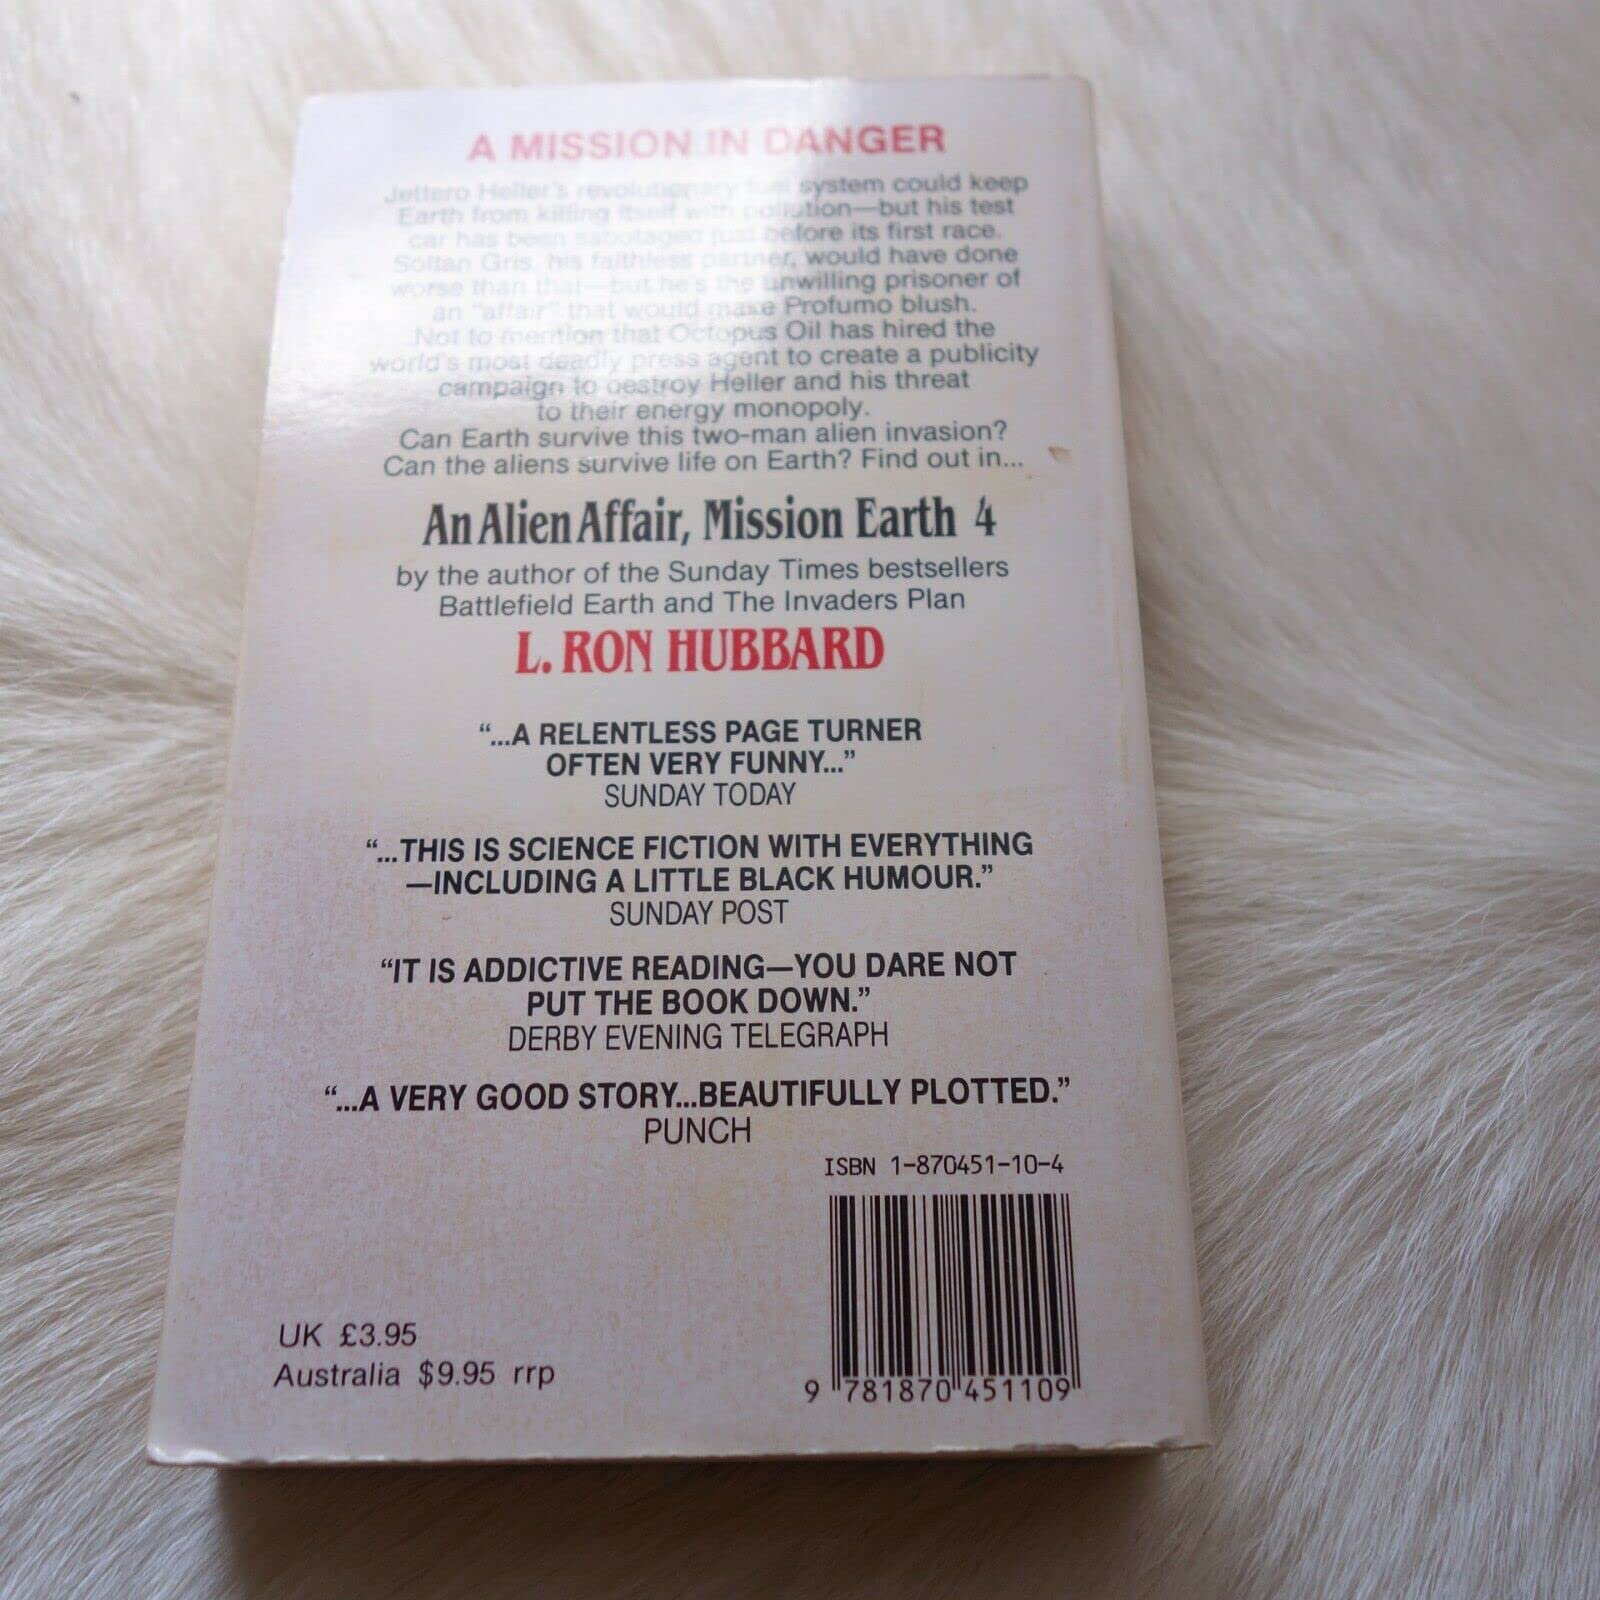 A MISSION IN DANGER
Jettero Heller's revolutionary fuel system could keep
Earth from killing itself with pollution—but his test
car has been sabotaged just before its first race.
Soltan Gris, his faithless partner, would have done
worse than that—but he's the unwilling prisoner of
an "affair" that would make Profumo blush.
Not to mention that Octopus Oil has hired the
world's most deadly press agent to create a publicity
campaign to destroy Heller and his threat
to their energy monopoly.
Can Earth survive this two-man alien invasion?
Can the aliens survive life on Earth? Find out in...
An Alien Affair, Mission Earth 4
by the author of the Sunday Times bestsellers
Battlefield Earth and The Invaders Plan
L. RON HUBBARD
“...A RELENTLESS PAGE TURNER
OFTEN VERY FUNNY...”
SUNDAY TODAY
“...THIS IS SCIENCE FICTION WITH EVERYTHING
—INCLUDING A LITTLE BLACK HUMOUR.”
SUNDAY POST
“IT IS ADDICTIVE READING—YOU DARE NOT
PUT THE BOOK DOWN.”
DERBY EVENING TELEGRAPH
“...A VERY GOOD STORY...BEAUTIFULLY PLOTTED.”
PUNCH
ISBN 1-870451-10-4
9 781870 451109
UK £3.95
Australia $9.95 rrp